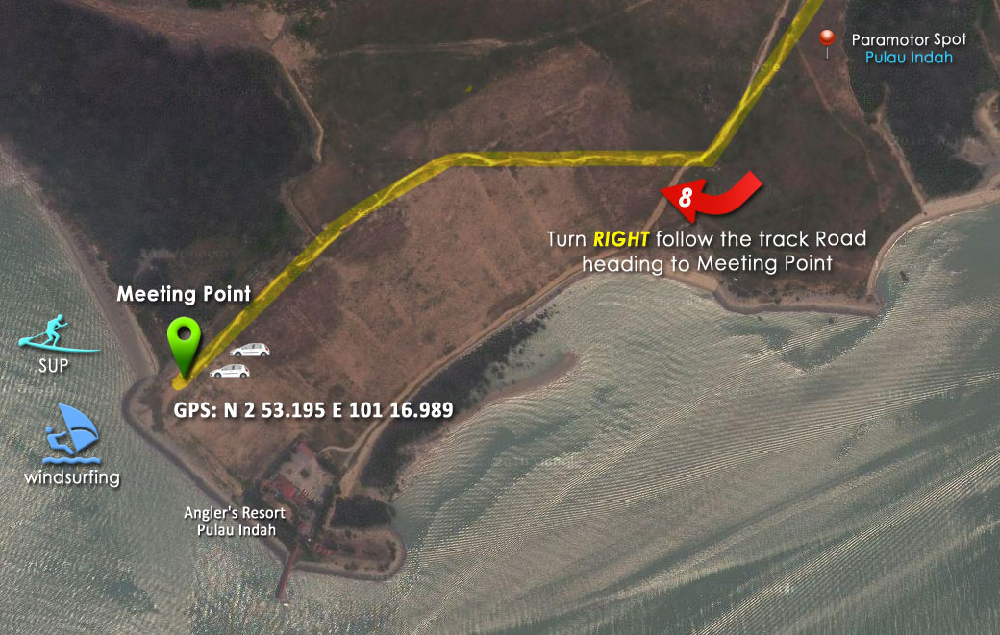 Paramotor Spot
Pulau Indah
8
Turn RIGHT follow the track Road
heading to Meeting Point
Meeting Point
SUP
GPS: N 2 53.195 E 101 16.989
windsurfing
Angler's Resort
Pulau Indah